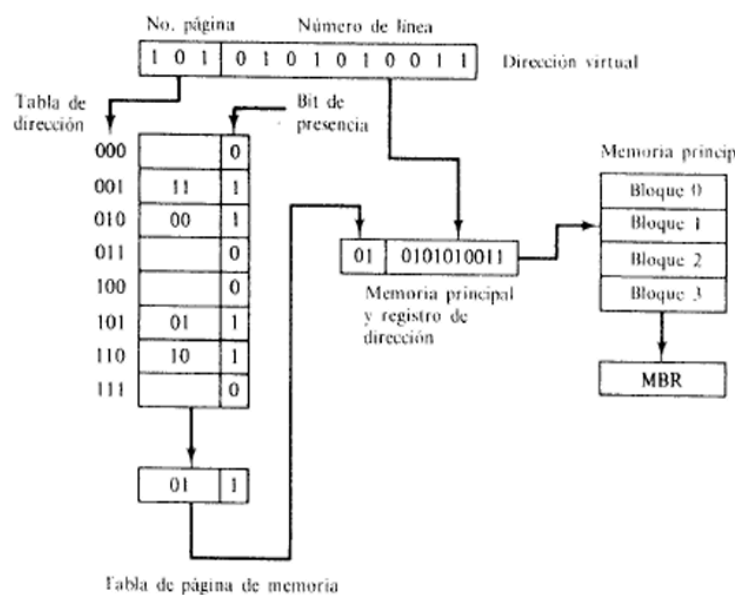 No. página
Número de línea
1 0 1 0 1 0 1 0 1 0 0 1 1
Dirección virtual
Tabla de
dirección
Bit de
presencia
000 0
001 11 1
010 00 1
011 0
100 0
101 01 1
110 10 1
111 0
01 1
Tabla de página de memoria
01 0101010011
Memoria principal
y registro de
dirección
Memoria princip
Bloque 0
Bloque 1
Bloque 2
Bloque 3
MBR